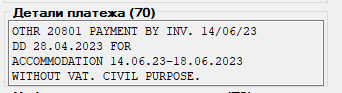 Детали платежа (70)
OTHR 20801 PAYMENT BY INV. 14/06/23
DD 28.04.2023 FOR
ACCOMMODATION 14.06.23-18.06.2023
WITHOUT VAT. CIVIL PURPOSE.